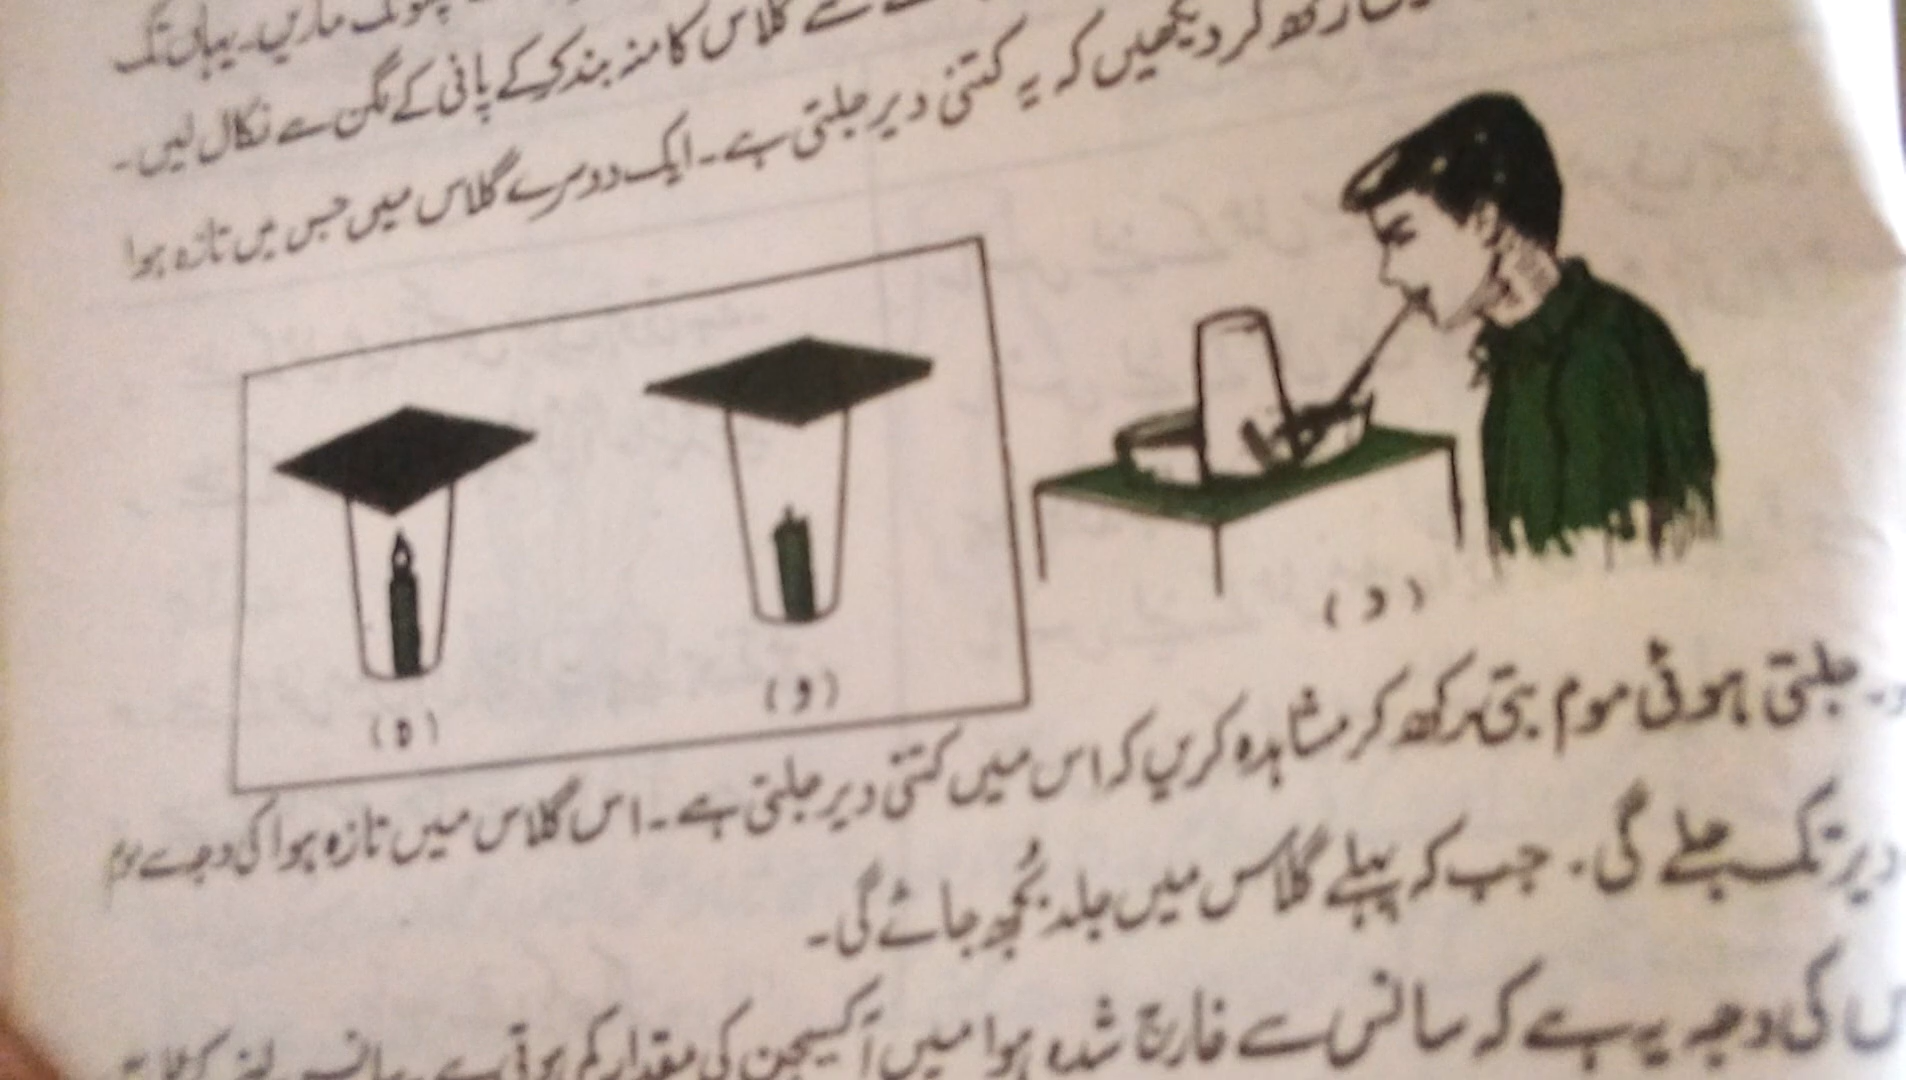 پھونک ماریں۔ یہاں تک
سے گلاس کا منہ بند کرکے پانی کے لگن سے نکال لیں۔
رکھ کر دیکھیں کہ یہ کتنی دیر جلتی ہے۔ ایک دوسرے گلاس میں جس میں تازہ ہوا
(د)
(و)
(ہ)
جلتی ہوئی موم بتی رکھ کر مشاہدہ کریں کہ اس میں کتنی دیر جلتی ہے۔ اس گلاس میں تازہ ہوا کی وجہ سے موم
دیر تک جلے گی۔ جب کہ پہلے گلاس میں جلد بُجھ جائے گی۔
کی وجہ یہ ہے کہ سانس سے خارج شدہ ہوا میں آکسیجن کی مقدار کم ہوتی ہے۔